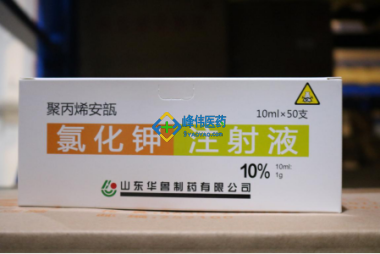 聚丙烯安瓿
10ml×50支
峰伟医药
氯化钾 注射液
10% 10ml:
1g
山东华鲁制药有限公司